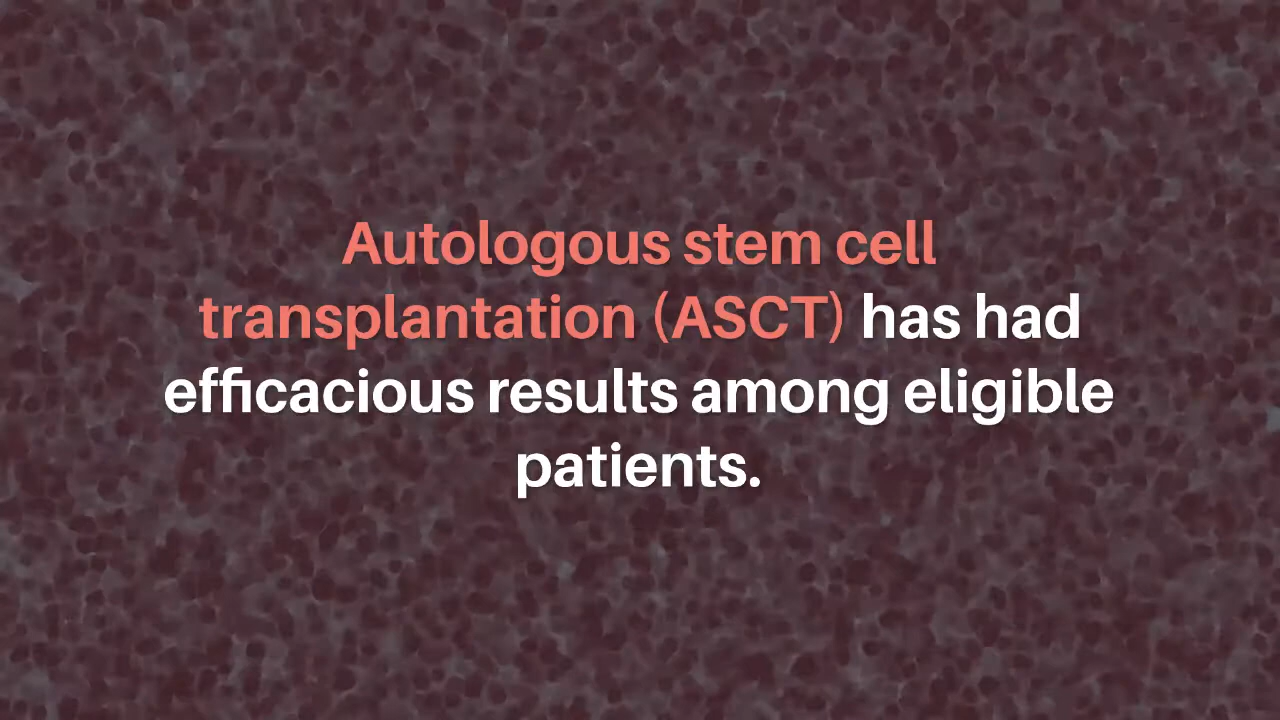 Autologous stem cell
transplantation (ASCT) has had
efficacious results among eligible
patients.